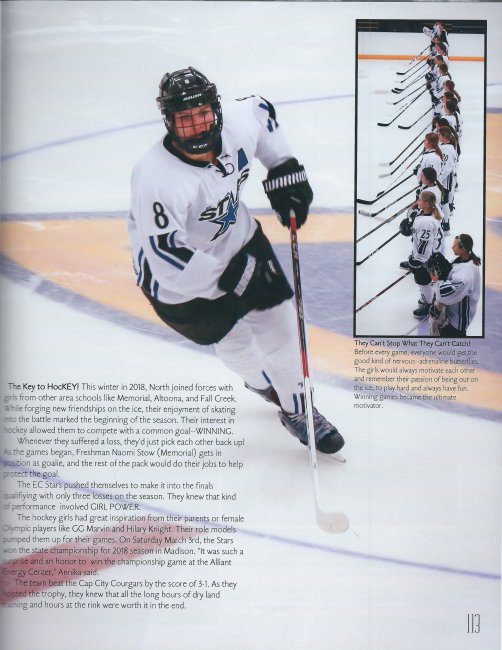 BAUER
CCM
8
8
A
STARS
25
They Can't Stop What They Can't Catch!
Before every game, everyone would get the
good-kind of nervous--adrenaline butterflies.
The girls would always motivate each other
and remember their passion of being out on
the ice, to play hard and always have fun.
Winning games became the ultimate
motivator.
The Key to HocKEY! This winter in 2018, North joined forces with
girls from other area schools like Memorial, Altoona, and Fall Creek.
While forging new friendships on the ice, their enjoyment of skating
into the battle marked the beginning of the season. Their interest in
hockey allowed them to compete with a common goal--WINNING.
Whenever they suffered a loss, they'd just pick each other back up!
As the games began, Freshman Naomi Stow (Memorial) gets in
position as goalie, and the rest of the pack would do their jobs to help
protect the goal.
The EC Stars pushed themselves to make it into the finals
qualifiying with only three losses on the season. They knew that kind
of performance involved GIRL POWER.
The hockey girls had great inspiration from their parents or female
Olympic players like GG Marvin and Hilary Knight. Their role models
pumped them up for their games. On Saturday March 3rd, the Stars
won the state championship for 2018 season in Madison. "It was such a
surprise and an honor to win the championship game at the Alliant
Energy Center," Annika said.
The team beat the Cap City Courgars by the score of 3-1. As they
hoisted the trophy, they knew that all the long hours of dry land
training and hours at the rink were worth it in the end.
113